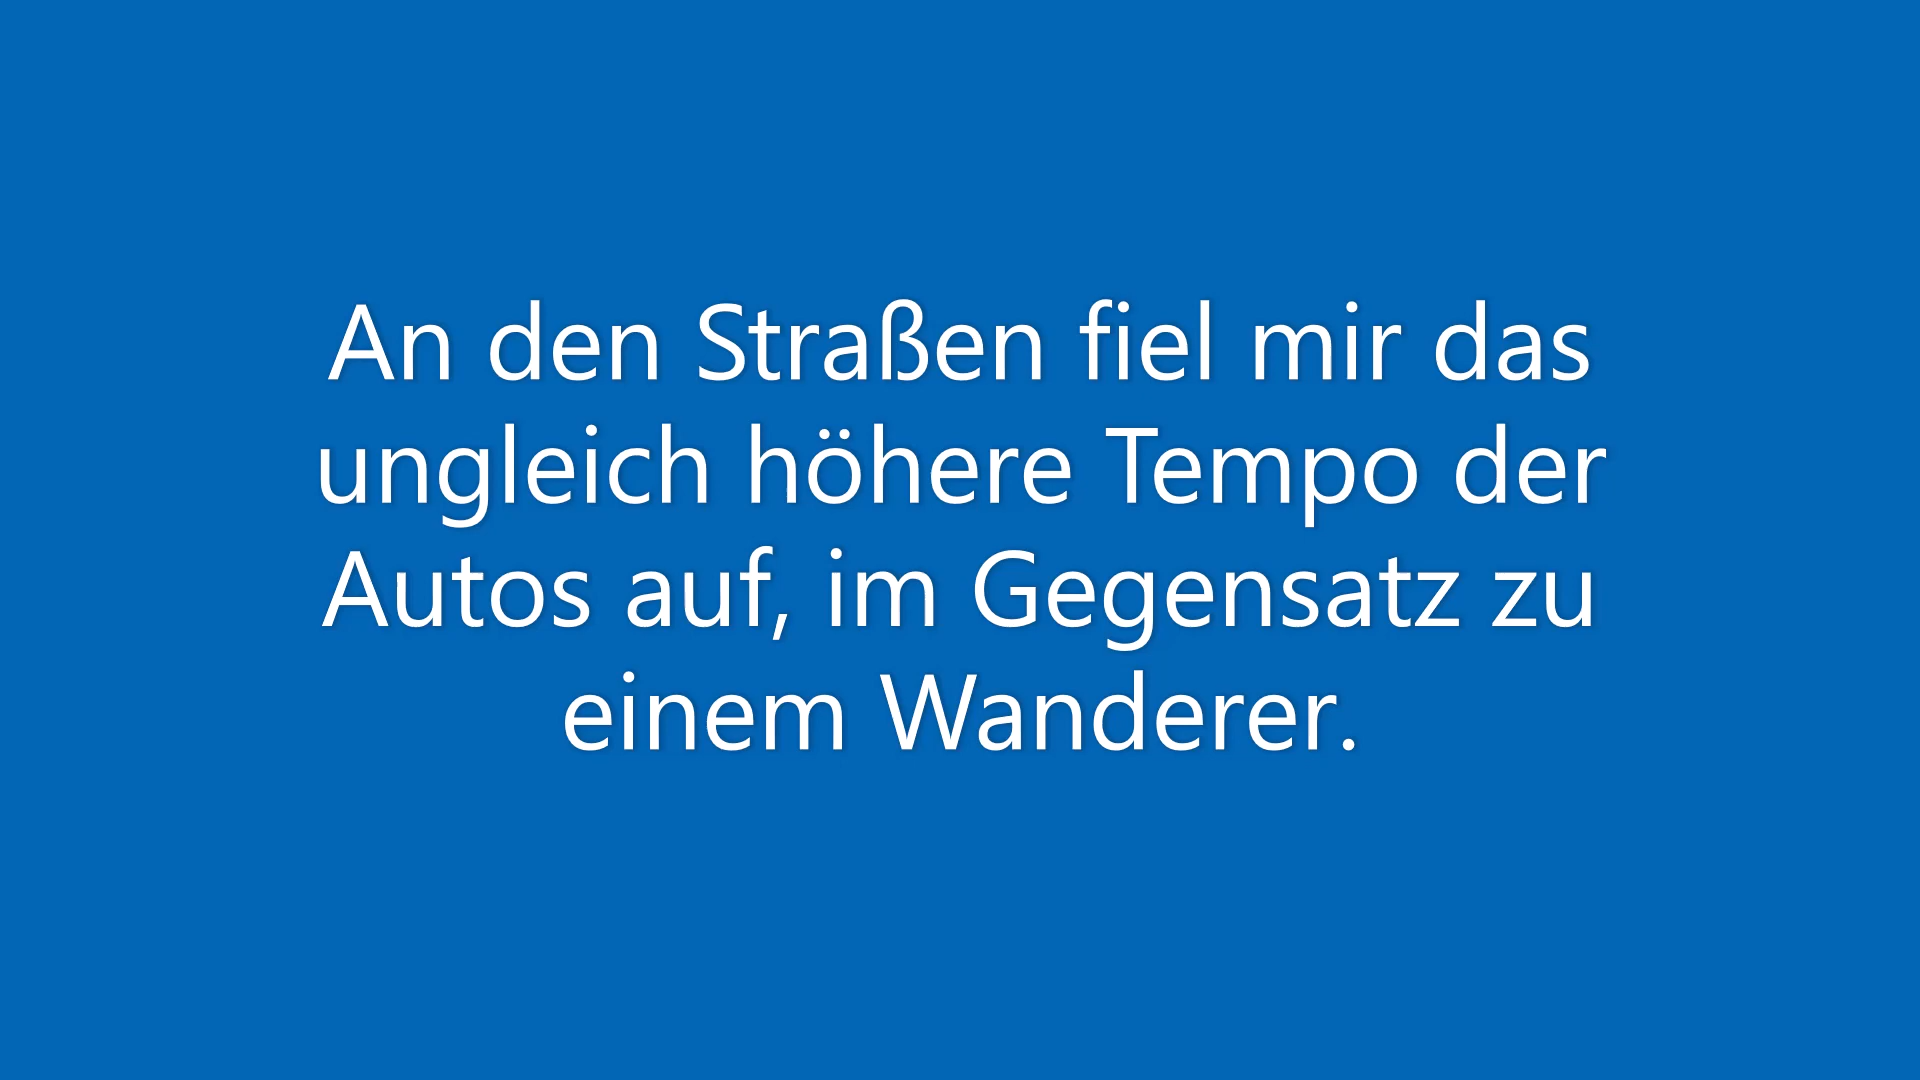 An den Straßen fiel mir das
ungleich höhere Tempo der
Autos auf, im Gegensatz zu
einem Wanderer.